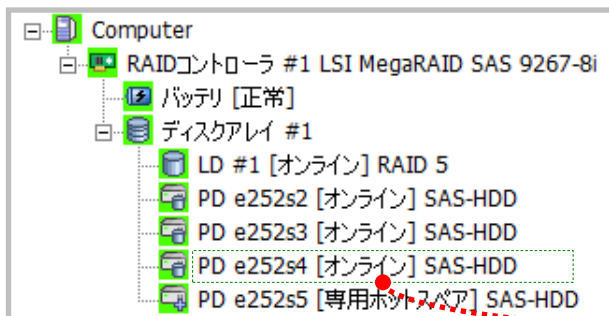 Computer
RAIDコントローラ #1 LSI MegaRAID SAS 9267-8i
バッテリ [正常]
ディスクアレイ #1
LD #1 [オンライン] RAID 5
PD e252s2 [オンライン] SAS-HDD
PD e252s3 [オンライン] SAS-HDD
PD e252s4 [オンライン] SAS-HDD
PD e252s5 [専用ホットスペア] SAS-HDD